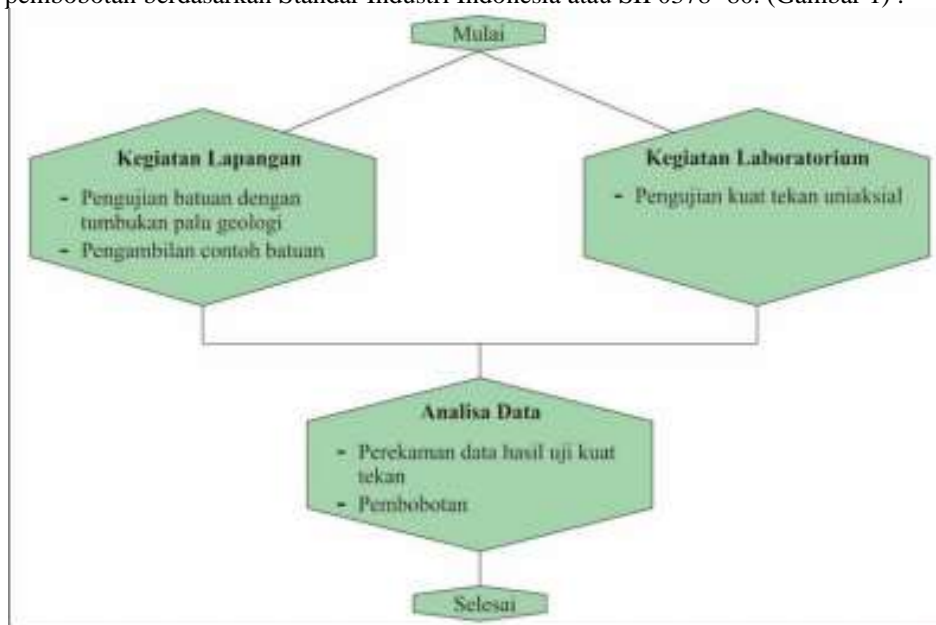 pembobotan berdasarkan Standar Industri Indonesia atau SII 0378- 80. (Gambar 1) .
Mulai
Kegiatan Lapangan
- Pengujian batuan dengan
tumbukan palu geologi
- Pengambilan contoh batuan
Kegiatan Laboratorium
- Pengujian kuat tekan uniaksial
Analisa Data
- Perekaman data hasil uji kuat
tekan
- Pembobotan
Selesai